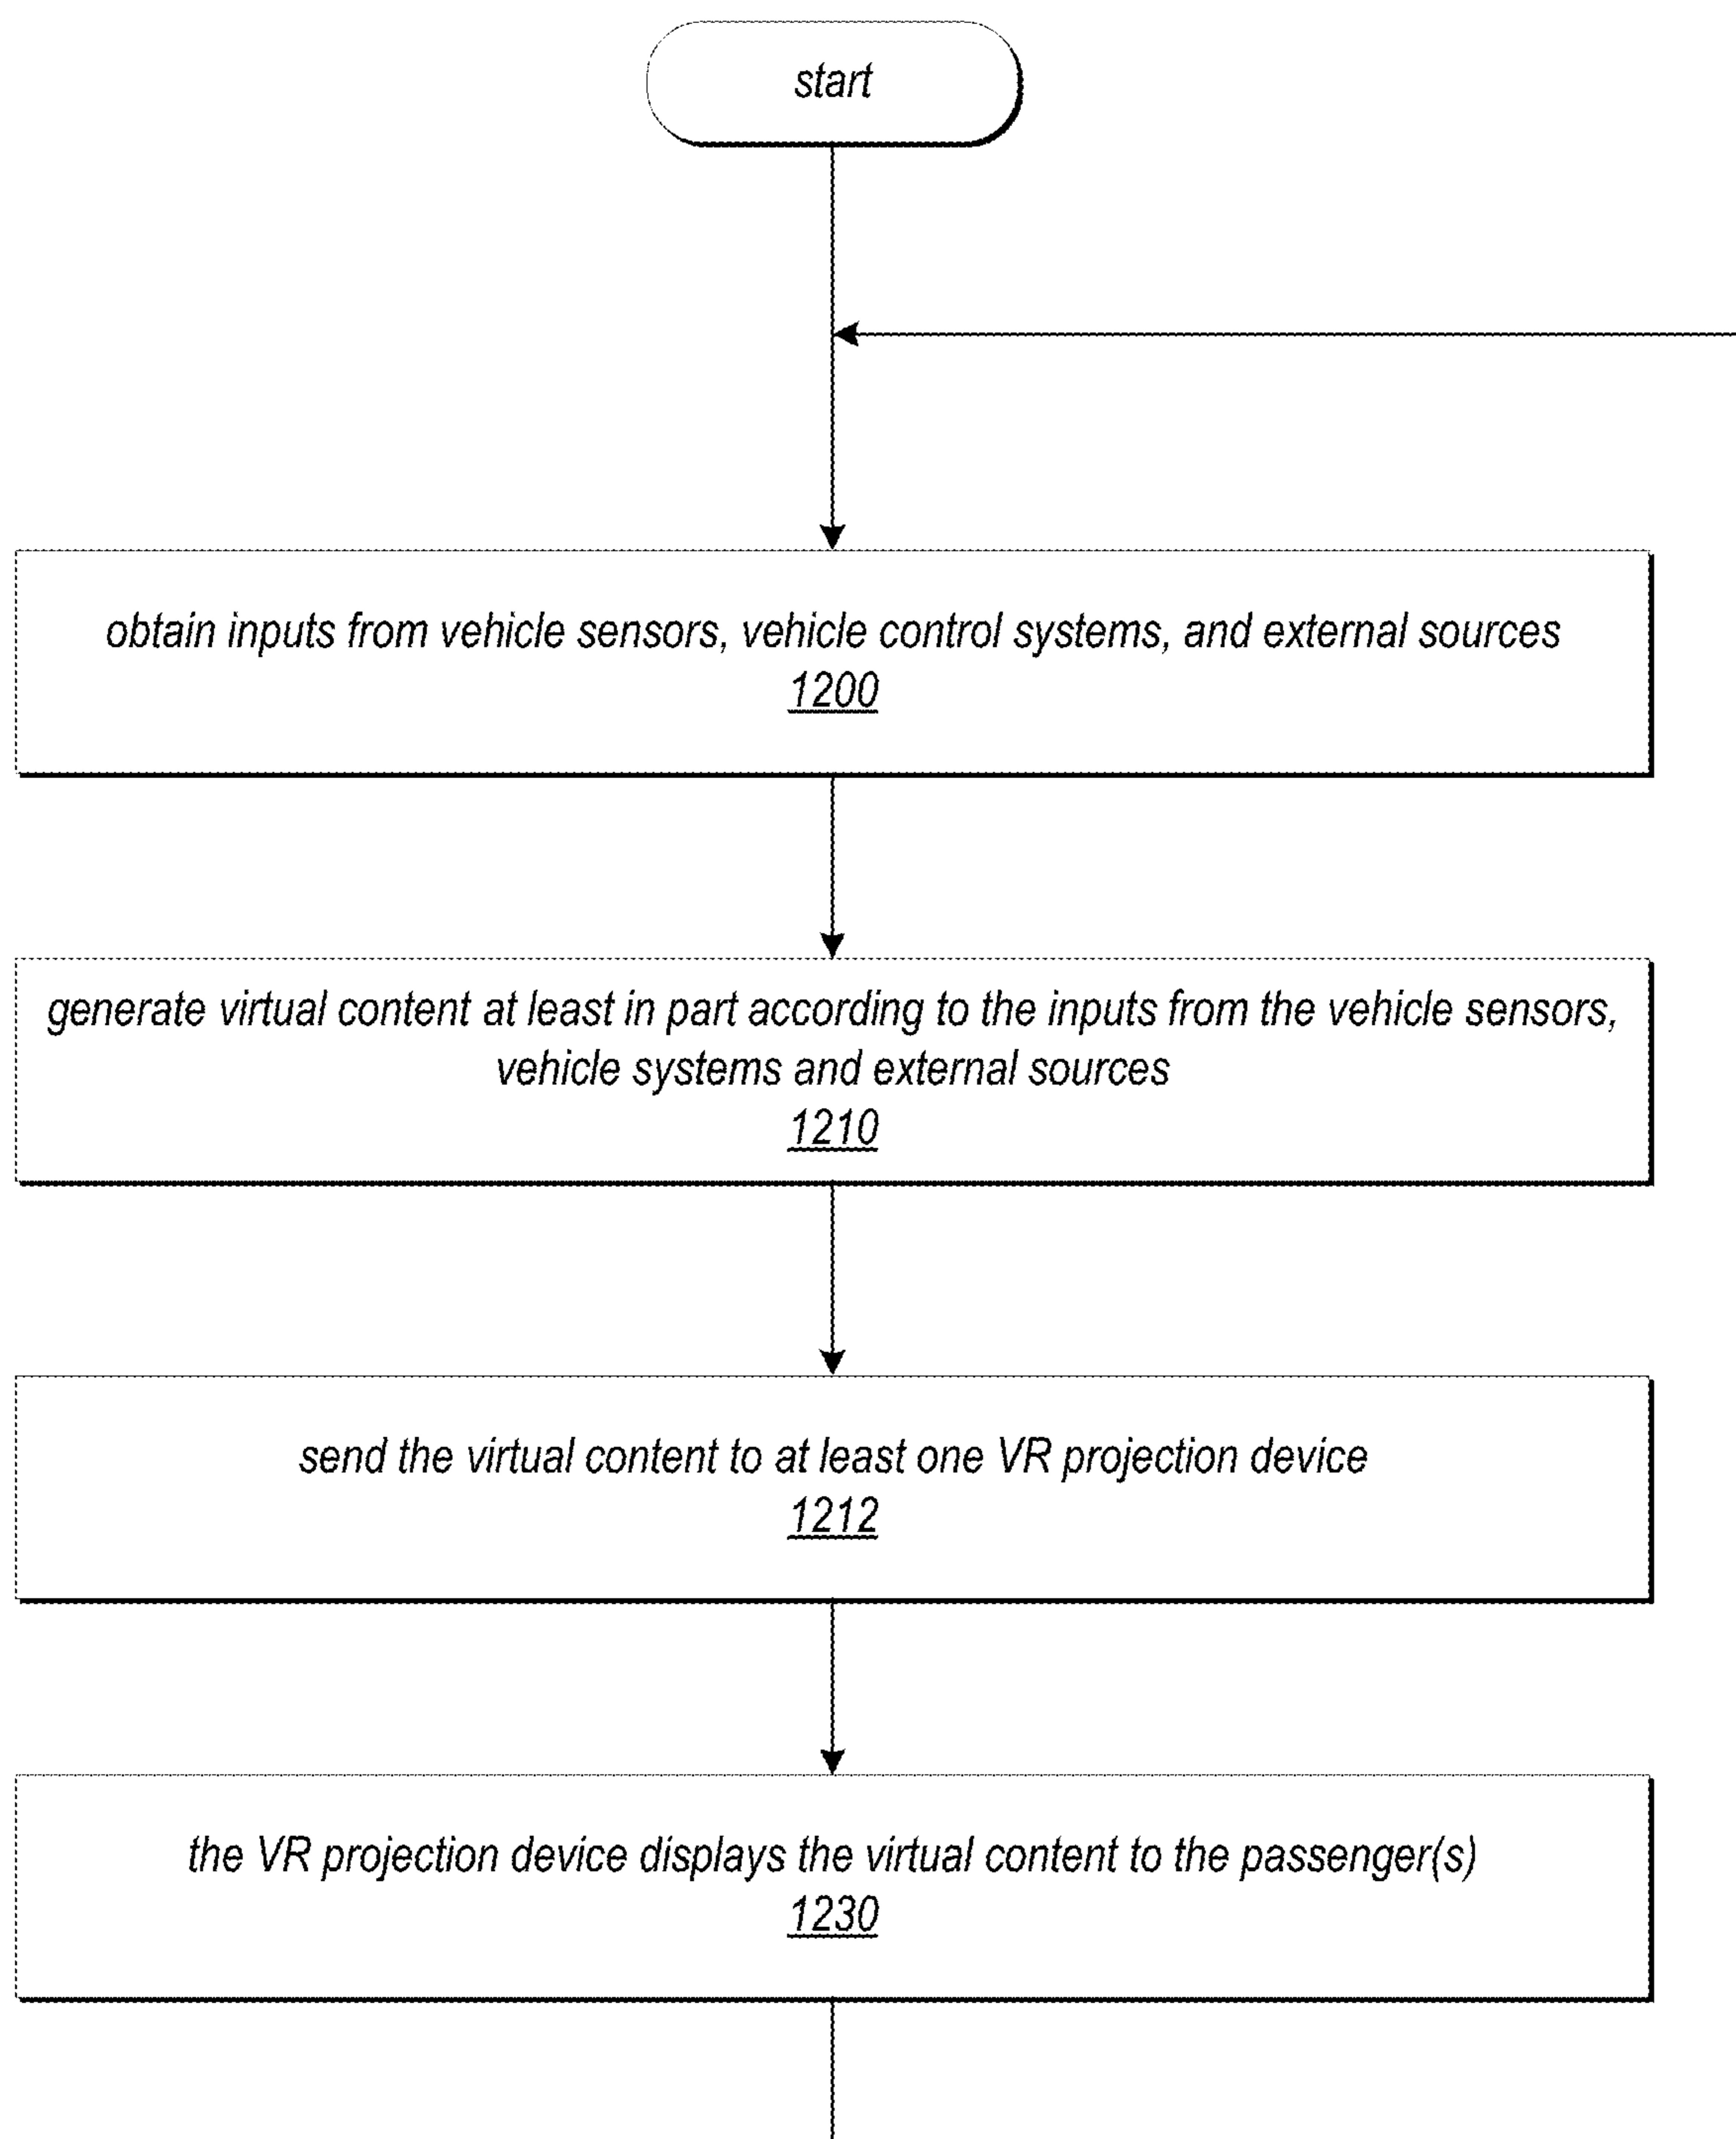 start
obtain inputs from vehicle sensors, vehicle control systems, and external sources
1200
generate virtual content at least in part according to the inputs from the vehicle sensors,
vehicle systems and external sources
1210
send the virtual content to at least one VR projection device
1212
the VR projection device displays the virtual content to the passenger(s)
1230